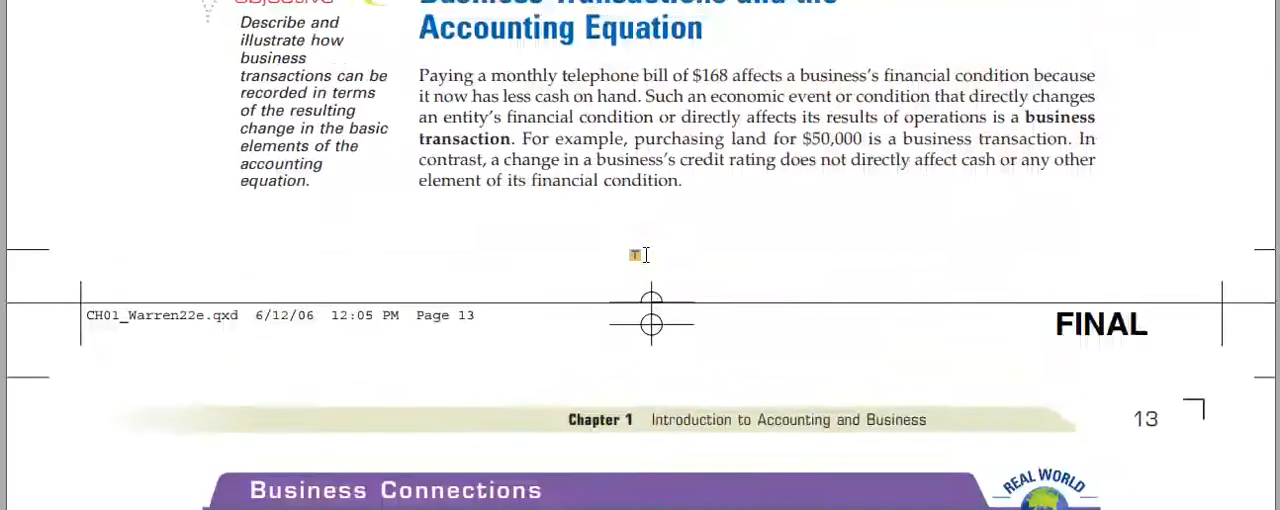 objective
Describe and
illustrate how
business
transactions can be
recorded in terms
of the resulting
change in the basic
elements of the
accounting
equation.
Business Transactions and the
Accounting Equation
Paying a monthly telephone bill of $168 affects a business's financial condition because
it now has less cash on hand. Such an economic event or condition that directly changes
an entity's financial condition or directly affects its results of operations is a business
transaction. For example, purchasing land for $50,000 is a business transaction. In
contrast, a change in a business's credit rating does not directly affect cash or any other
element of its financial condition.
T
CH01_Warren22e.qxd 6/12/06 12:05 PM Page 13
FINAL
Chapter 1 Introduction to Accounting and Business 13
Business Connections
REAL WORLD